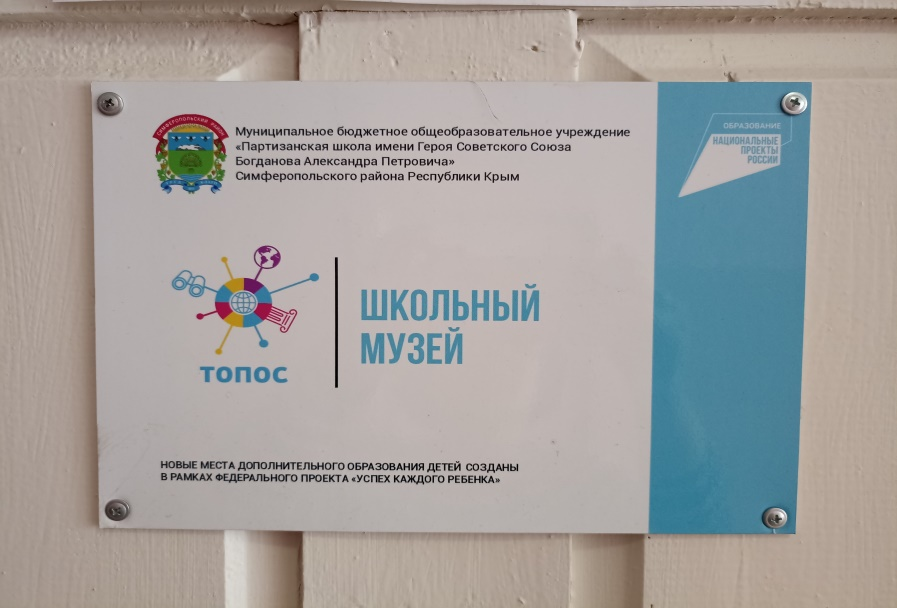 Муниципальное бюджетное общеобразовательное учреждение
«Партизанская школа имени Героя Советского Союза
Богданова Александра Петровича»
Симферопольского района Республики Крым
СИМФЕРОПОЛЬСКИЙ РАЙОН
ОБРАЗОВАНИЕ
НАЦИОНАЛЬНЫЕ
ПРОЕКТЫ
РОССИИ
ТОПОС
ШКОЛЬНЫЙ
МУЗЕЙ
НОВЫЕ МЕСТА ДОПОЛНИТЕЛЬНОГО ОБРАЗОВАНИЯ ДЕТЕЙ СОЗДАНЫ
В РАМКАХ ФЕДЕРАЛЬНОГО ПРОЕКТА «УСПЕХ КАЖДОГО РЕБЕНКА»